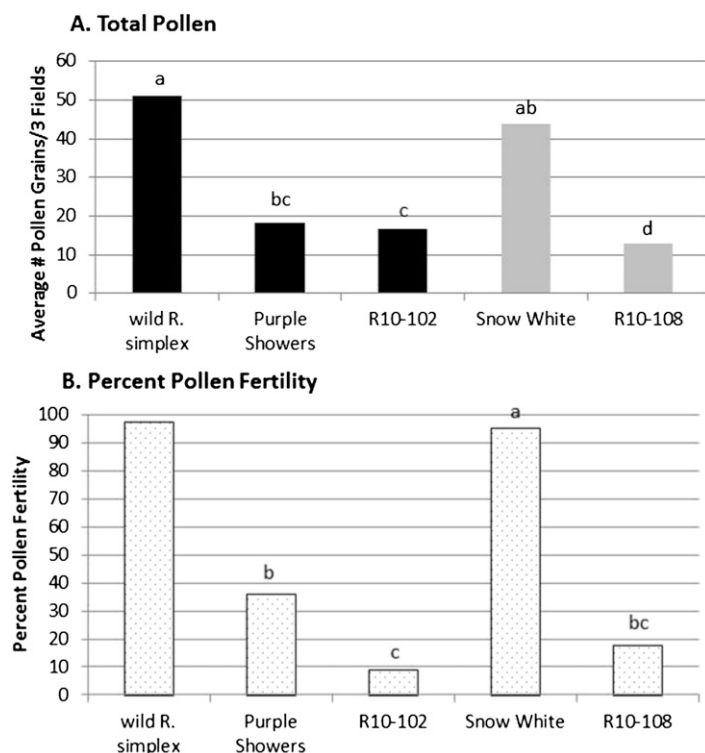 A. Total Pollen
Average # Pollen Grains/3 Fields
60
50
40
30
20
10
0
a
bc
c
ab
d
wild R.
simplex
Purple
Showers
R10-102
Snow White
R10-108
B. Percent Pollen Fertility
Percent Pollen Fertility
100
90
80
70
60
50
40
30
20
10
0
b
c
a
bc
wild R.
simplex
Purple
Showers
R10-102
Snow White
R10-108